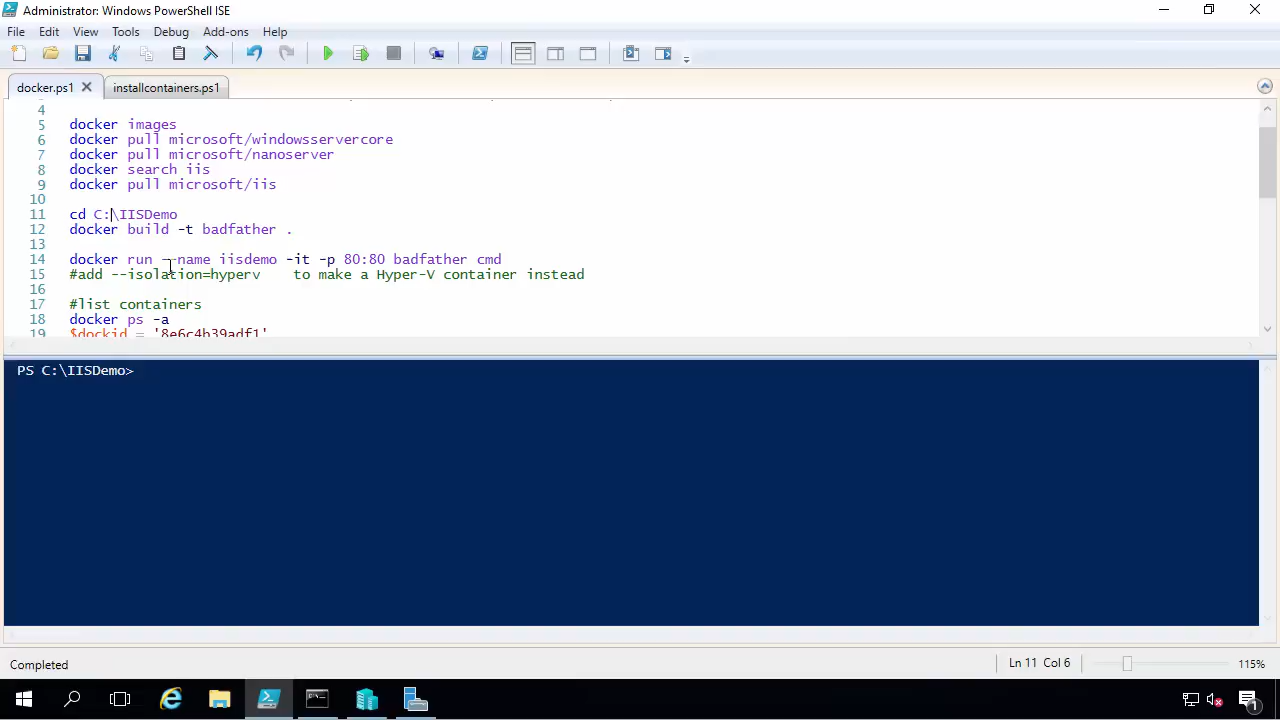 Administrator: Windows PowerShell ISE
File Edit View Tools Debug Add-ons Help
docker.ps1 installcontainers.ps1
4
5 docker images
6 docker pull microsoft/windowsservercore
7 docker pull microsoft/nanoserver
8 docker search iis
9 docker pull microsoft/iis
10
11 cd C:\IISDemo
12 docker build -t badfather .
13
14 docker run --name iisdemo -it -p 80:80 badfather cmd
15 #add --isolation=hyperv    to make a Hyper-V container instead
16
17 #list containers
18 docker ps -a
19 $dockid = '8e6c4b39adf1'
PS C:\IISDemo>
Completed Ln 11 Col 6 115%
1